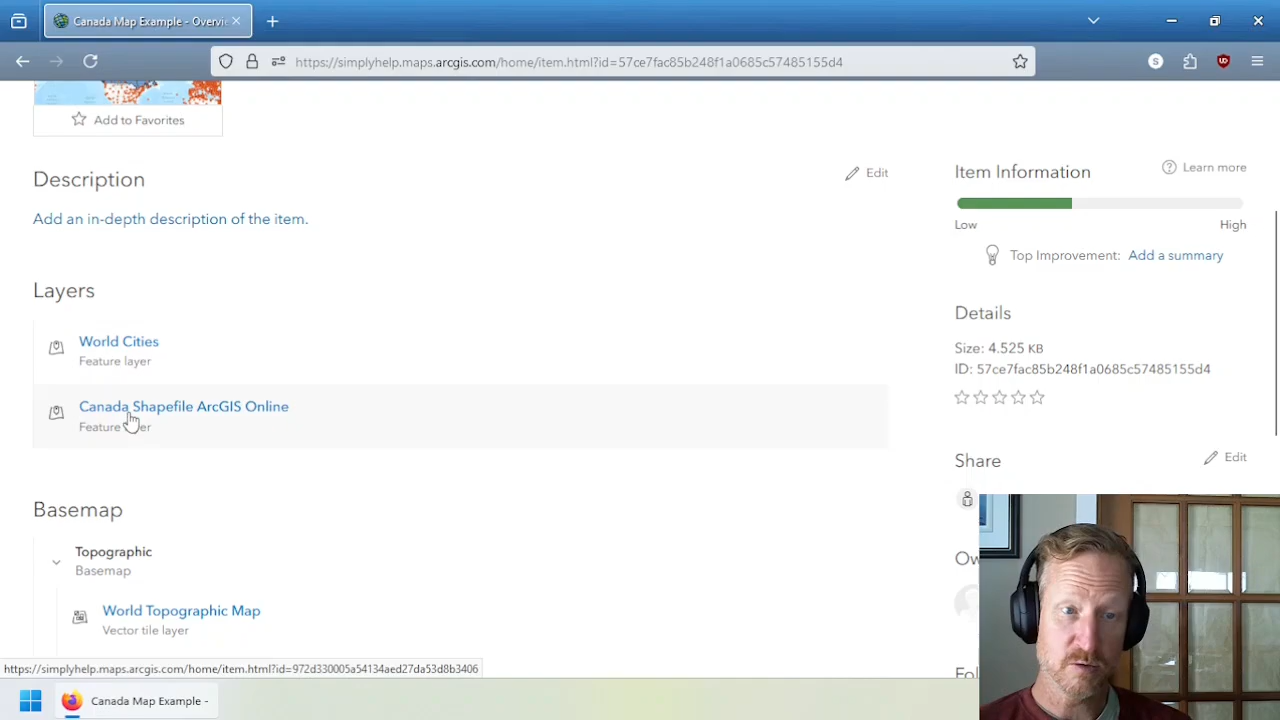 Canada Map Example - Overvi
https://simplyhelp.maps.arcgis.com/home/item.html?id=57ce7fac85b248f1a0685c57485155d4
S
Add to Favorites
Description
Edit
Add an in-depth description of the item.
Layers
World Cities
Feature layer
Canada Shapefile ArcGIS Online
Feature layer
Basemap
Topographic
Basemap
World Topographic Map
Vector tile layer
Item Information
Learn more
Low
High
Top Improvement: Add a summary
Details
Size: 4.525 KB
ID: 57ce7fac85b248f1a0685c57485155d4
Share
Edit
Ow
Fol
https://simplyhelp.maps.arcgis.com/home/item.html?id=972d330005a54134aed27da53d8b3406
Canada Map Example -